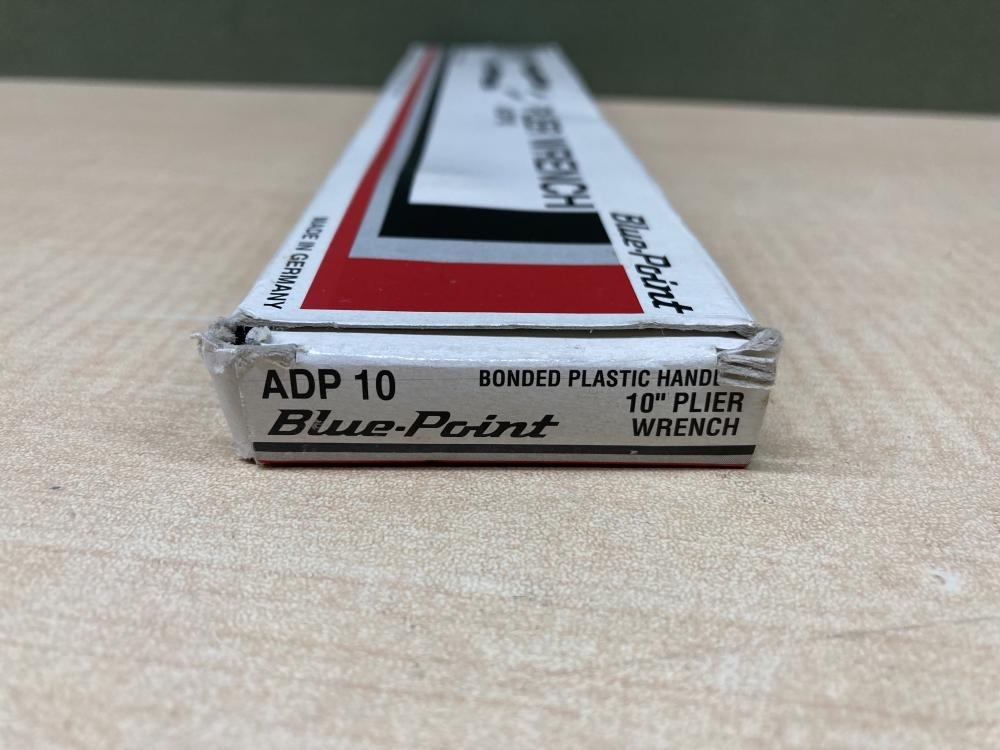 WRENCH
Blue-Point
MADE IN GERMANY
ADP 10
Blue-Point
BONDED PLASTIC HANDL
10" PLIER
WRENCH